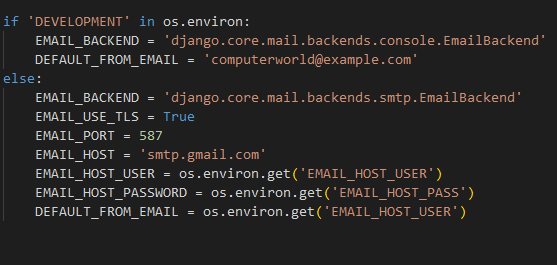 if 'DEVELOPMENT' in os.environ:
    EMAIL_BACKEND = 'django.core.mail.backends.console.EmailBackend'
    DEFAULT_FROM_EMAIL = 'computerworld@example.com'
else:
    EMAIL_BACKEND = 'django.core.mail.backends.smtp.EmailBackend'
    EMAIL_USE_TLS = True
    EMAIL_PORT = 587
    EMAIL_HOST = 'smtp.gmail.com'
    EMAIL_HOST_USER = os.environ.get('EMAIL_HOST_USER')
    EMAIL_HOST_PASSWORD = os.environ.get('EMAIL_HOST_PASS')
    DEFAULT_FROM_EMAIL = os.environ.get('EMAIL_HOST_USER')